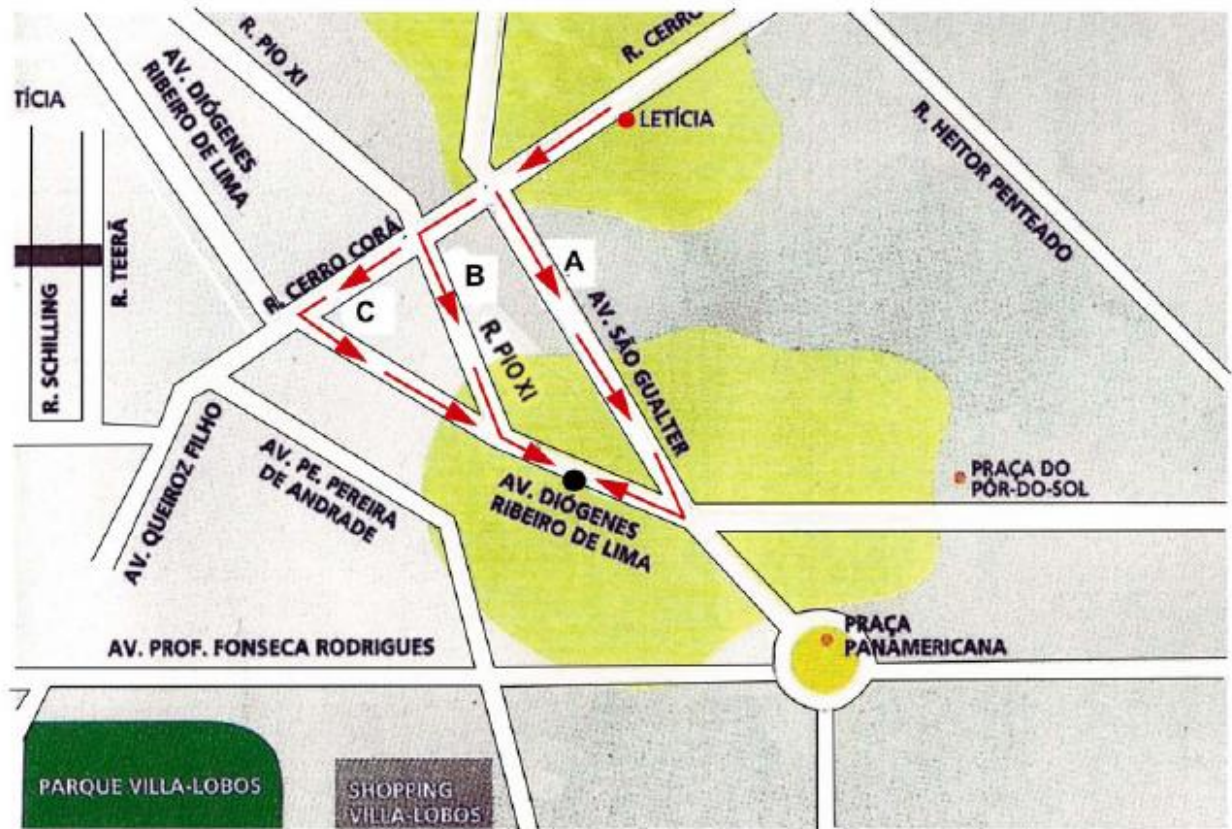 R. PIO XI
AV. DIÓGENES
RIBEIRO DE LIMA
R. CERRO
LETÍCIA
TÍCIA
R. HEITOR PENTEADO
R. SCHILLING
R. TEERÃ
R. CERRO CORÁ
A
B
C
R. PIO XI
AV. SÃO GUALTER
AV. QUEIROZ FILHO
AV. PE. PEREIRA
DE ANDRADE
AV. DIÓGENES
RIBEIRO DE LIMA
PRAÇA DO
PÔR-DO-SOL
AV. PROF. FONSECA RODRIGUES
PRAÇA
PANAMERICANA
PARQUE VILLA-LOBOS
SHOPPING
VILLA-LOBOS